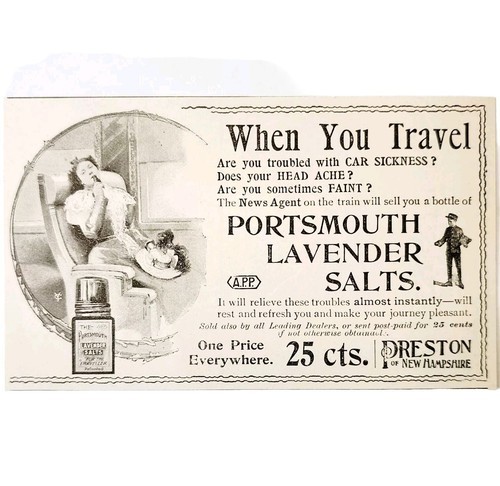 When You Travel
Are you troubled with CAR SICKNESS?
Does your HEAD ACHE?
Are you sometimes FAINT?
The News Agent on the train will sell you a bottle of
PORTSMOUTH
LAVENDER
SALTS.
A.P.P.
It will relieve these troubles almost instantly—will
rest and refresh you and make your journey pleasant.
Sold also by all Leading Dealers, or sent post-paid for 25 cents
if not otherwise obtained.
One Price
Everywhere.
25 cts.
PRESTON
OF NEW HAMPSHIRE
THE
PORTSMOUTH
LAVENDER
SALTS
FOR THE
TRAVELLER